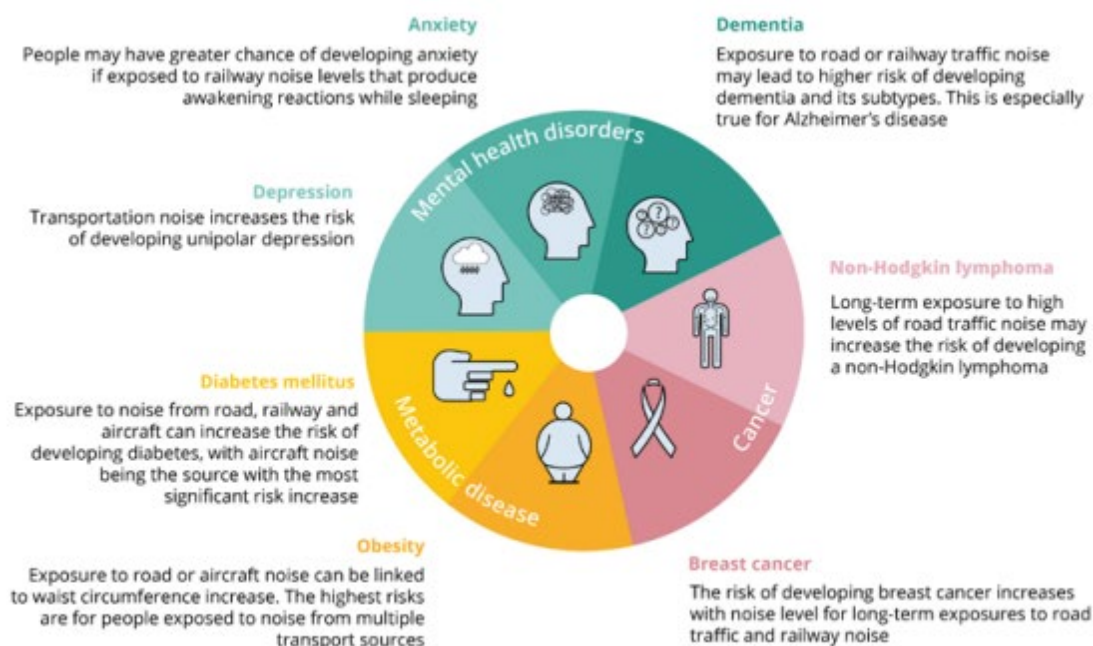 Anxiety
People may have greater chance of developing anxiety
if exposed to railway noise levels that produce
awakening reactions while sleeping
Dementia
Exposure to road or railway traffic noise
may lead to higher risk of developing
dementia and its subtypes. This is especially
true for Alzheimer's disease
Mental health disorders
Depression
Transportation noise increases the risk
of developing unipolar depression
? ? ? ?
Non-Hodgkin lymphoma
Long-term exposure to high
levels of road traffic noise may
increase the risk of developing
a non-Hodgkin lymphoma
Diabetes mellitus
Exposure to noise from road, railway and
aircraft can increase the risk of
developing diabetes, with aircraft noise
being the source with the most
significant risk increase
Metabolic disease
Cancer
Obesity
Exposure to road or aircraft noise can be linked
to waist circumference increase. The highest risks
are for people exposed to noise from multiple
transport sources
Breast cancer
The risk of developing breast cancer increases
with noise level for long-term exposures to road
traffic and railway noise